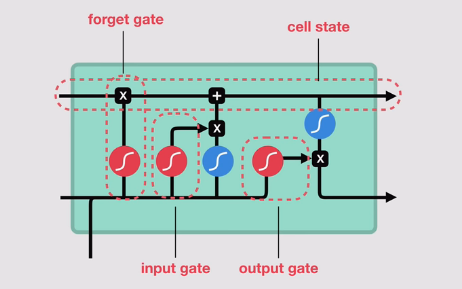 forget gate
cell state
X
+
X
X
input gate
output gate